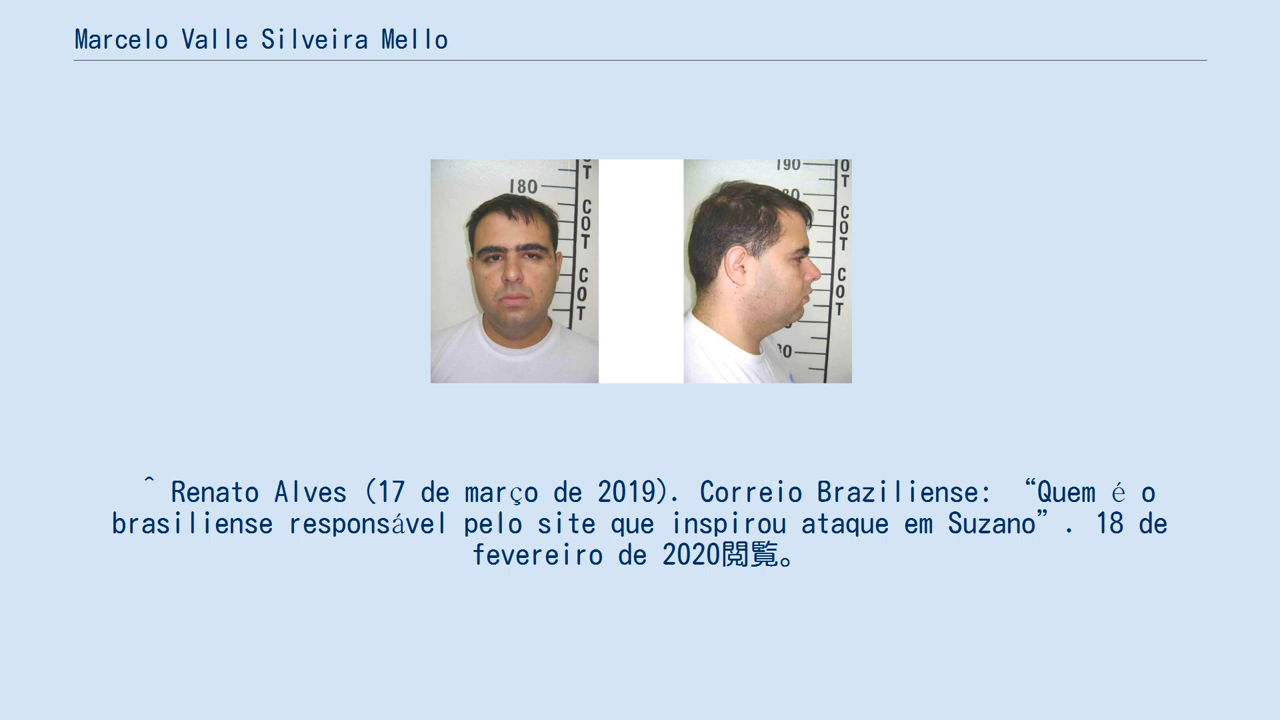 Marcelo Valle Silveira Mello
180
COT
COT
190
COT
COT
^ Renato Alves (17 de março de 2019). Correio Braziliense: “Quem é o
brasiliense responsável pelo site que inspirou ataque em Suzano”. 18 de
fevereiro de 2020閲覧。